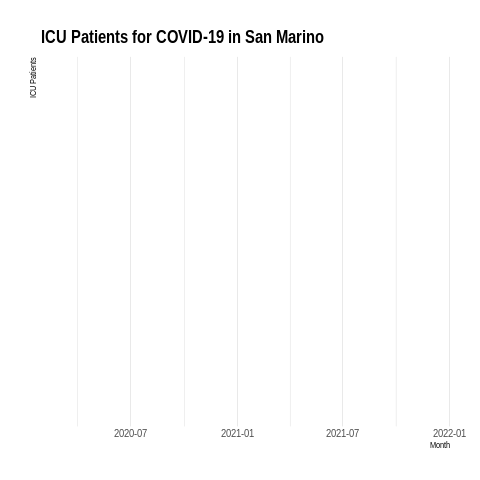 ICU Patients for COVID-19 in San Marino
ICU Patients
2020-07 2021-01 2021-07 2022-01
Month